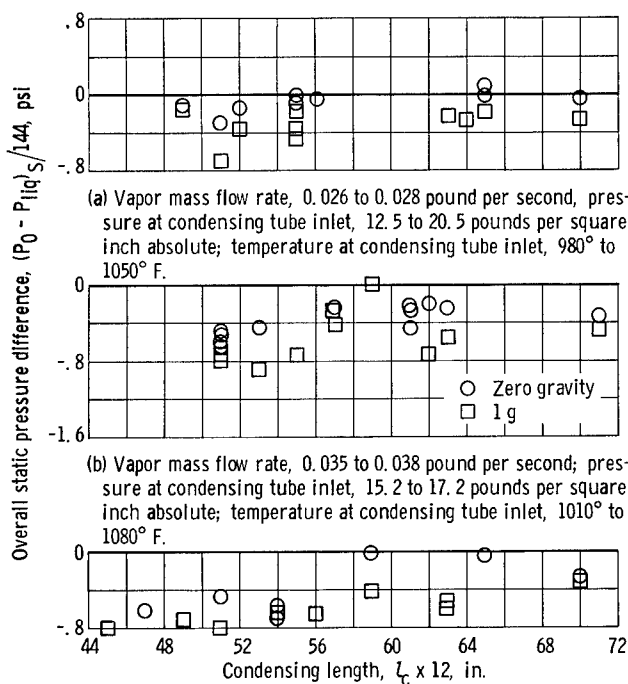 Overall static pressure difference, (P0 - Pliq)S/144, psi
.8
0
-.8
(a) Vapor mass flow rate, 0.026 to 0.028 pound per second, pres-
sure at condensing tube inlet, 12.5 to 20.5 pounds per square
inch absolute; temperature at condensing tube inlet, 980° to
1050° F.
0
-.8
-1.6
Zero gravity
1 g
(b) Vapor mass flow rate, 0.035 to 0.038 pound per second; pres-
sure at condensing tube inlet, 15.2 to 17.2 pounds per square
inch absolute; temperature at condensing tube inlet, 1010° to
1080° F.
0
-.8
44 48 52 56 60 64 68 72
Condensing length, lc x 12, in.